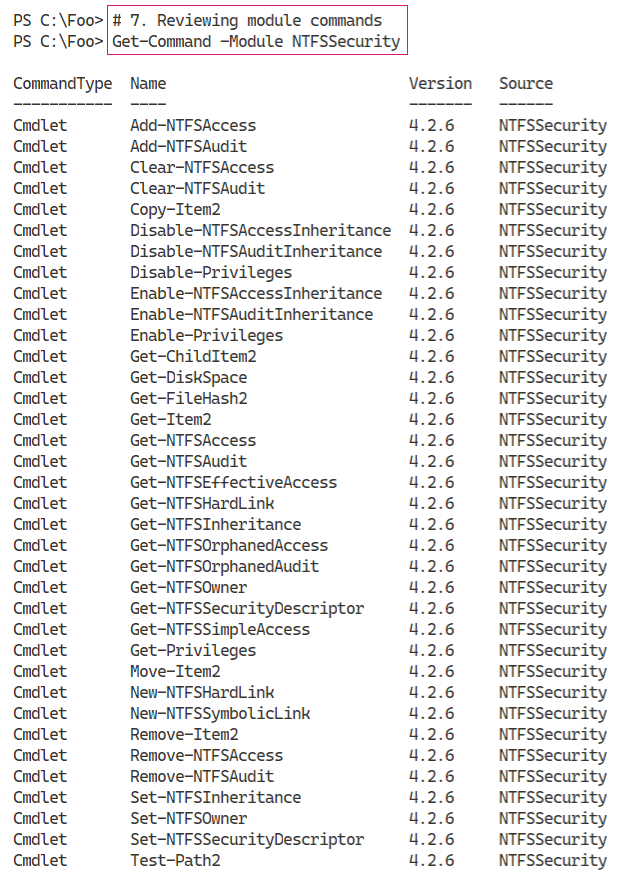 PS C:\Foo> # 7. Reviewing module commands
PS C:\Foo> Get-Command -Module NTFSSecurity
CommandType Name Version Source
----------- ---- ------- ------
Cmdlet Add-NTFSAccess 4.2.6 NTFSSecurity
Cmdlet Add-NTFSAudit 4.2.6 NTFSSecurity
Cmdlet Clear-NTFSAccess 4.2.6 NTFSSecurity
Cmdlet Clear-NTFSAudit 4.2.6 NTFSSecurity
Cmdlet Copy-Item2 4.2.6 NTFSSecurity
Cmdlet Disable-NTFSAccessInheritance 4.2.6 NTFSSecurity
Cmdlet Disable-NTFSAuditInheritance 4.2.6 NTFSSecurity
Cmdlet Disable-Privileges 4.2.6 NTFSSecurity
Cmdlet Enable-NTFSAccessInheritance 4.2.6 NTFSSecurity
Cmdlet Enable-NTFSAuditInheritance 4.2.6 NTFSSecurity
Cmdlet Enable-Privileges 4.2.6 NTFSSecurity
Cmdlet Get-ChildItem2 4.2.6 NTFSSecurity
Cmdlet Get-DiskSpace 4.2.6 NTFSSecurity
Cmdlet Get-FileHash2 4.2.6 NTFSSecurity
Cmdlet Get-Item2 4.2.6 NTFSSecurity
Cmdlet Get-NTFSAccess 4.2.6 NTFSSecurity
Cmdlet Get-NTFSAudit 4.2.6 NTFSSecurity
Cmdlet Get-NTFSEffectiveAccess 4.2.6 NTFSSecurity
Cmdlet Get-NTFSHardLink 4.2.6 NTFSSecurity
Cmdlet Get-NTFSInheritance 4.2.6 NTFSSecurity
Cmdlet Get-NTFSOrphanedAccess 4.2.6 NTFSSecurity
Cmdlet Get-NTFSOrphanedAudit 4.2.6 NTFSSecurity
Cmdlet Get-NTFSOwner 4.2.6 NTFSSecurity
Cmdlet Get-NTFSSecurityDescriptor 4.2.6 NTFSSecurity
Cmdlet Get-NTFSSimpleAccess 4.2.6 NTFSSecurity
Cmdlet Get-Privileges 4.2.6 NTFSSecurity
Cmdlet Move-Item2 4.2.6 NTFSSecurity
Cmdlet New-NTFSHardLink 4.2.6 NTFSSecurity
Cmdlet New-NTFSSymbolicLink 4.2.6 NTFSSecurity
Cmdlet Remove-Item2 4.2.6 NTFSSecurity
Cmdlet Remove-NTFSAccess 4.2.6 NTFSSecurity
Cmdlet Remove-NTFSAudit 4.2.6 NTFSSecurity
Cmdlet Set-NTFSInheritance 4.2.6 NTFSSecurity
Cmdlet Set-NTFSOwner 4.2.6 NTFSSecurity
Cmdlet Set-NTFSSecurityDescriptor 4.2.6 NTFSSecurity
Cmdlet Test-Path2 4.2.6 NTFSSecurity